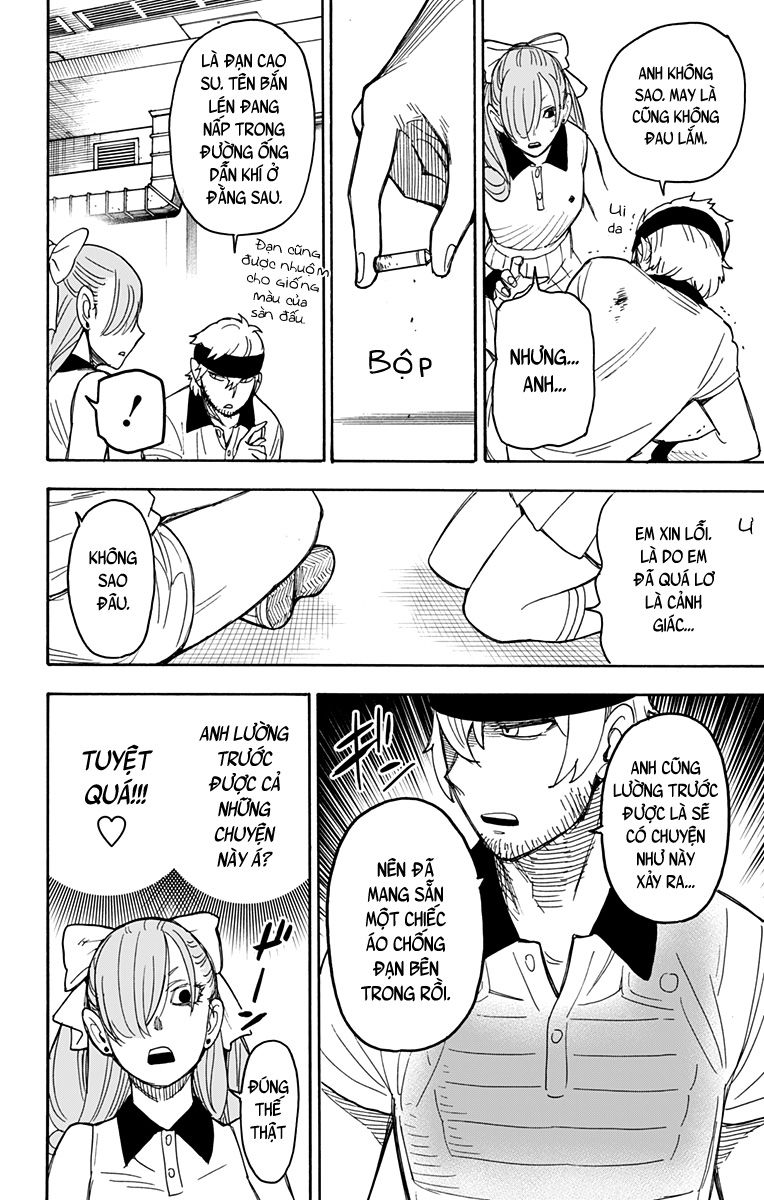 ANH KHÔNG
SAO. MAY LÀ
CŨNG KHÔNG
ĐAU LẮM.
Ui
da
NHƯNG...
ANH...
BỘP
LÀ ĐẠN CAO
SU. TÊN BẮN
LÉN ĐANG
NẤP TRONG
ĐƯỜNG ỐNG
DẪN KHÍ Ở
ĐẰNG SAU.
Đạn cũng
được nhuộm
cho giống
màu của
sàn đấu.
!
Ư
EM XIN LỖI.
LÀ DO EM
ĐÃ QUÁ LƠ
LÀ CẢNH
GIÁC...
KHÔNG
SAO
ĐÂU.
ANH CŨNG
LƯỜNG TRƯỚC
ĐƯỢC LÀ SẼ
CÓ CHUYỆN
NHƯ NÀY
XẢY RA...
NÊN ĐÃ
MANG SẴN
MỘT CHIẾC
ÁO CHỐNG
ĐẠN BÊN
TRONG RỒI.
ギン
ANH LƯỜNG
TRƯỚC
ĐƯỢC CẢ
NHỮNG
CHUYỆN
NÀY Á?
TUYỆT
QUÁ!!!
♡
ĐÚNG
THẾ
THẬT